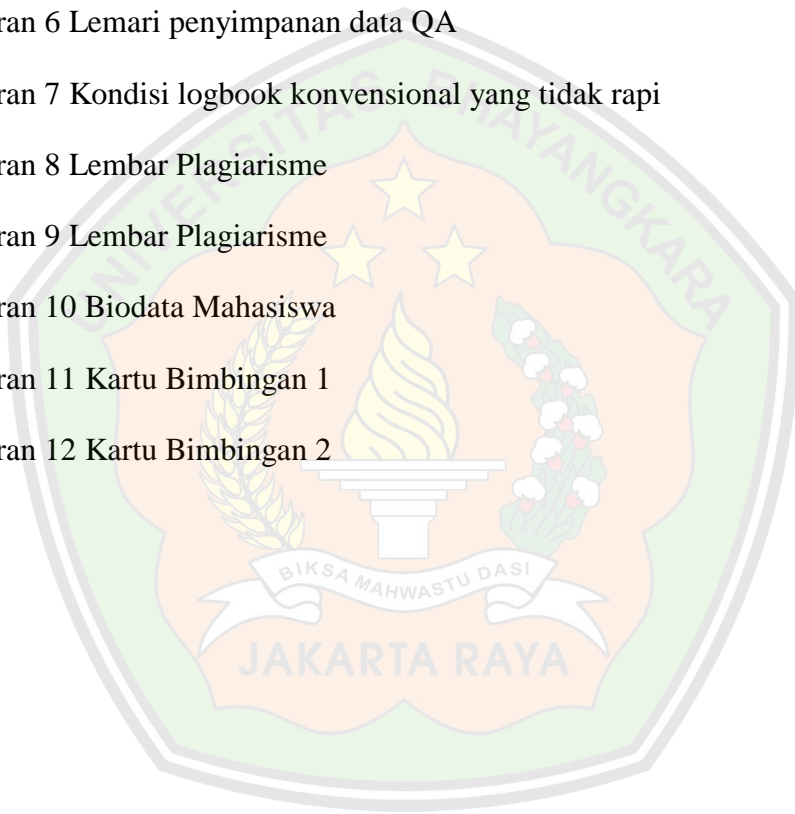 ran 6 Lemari penyimpanan data QA
ran 7 Kondisi logbook konvensional yang tidak rapi
ran 8 Lembar Plagiarisme
ran 9 Lembar Plagiarisme
ran 10 Biodata Mahasiswa
ran 11 Kartu Bimbingan 1
ran 12 Kartu Bimbingan 2
UNIVERSITAS BHAYANGKARA
BIKSA MAHWASTU DASI
JAKARTA RAYA